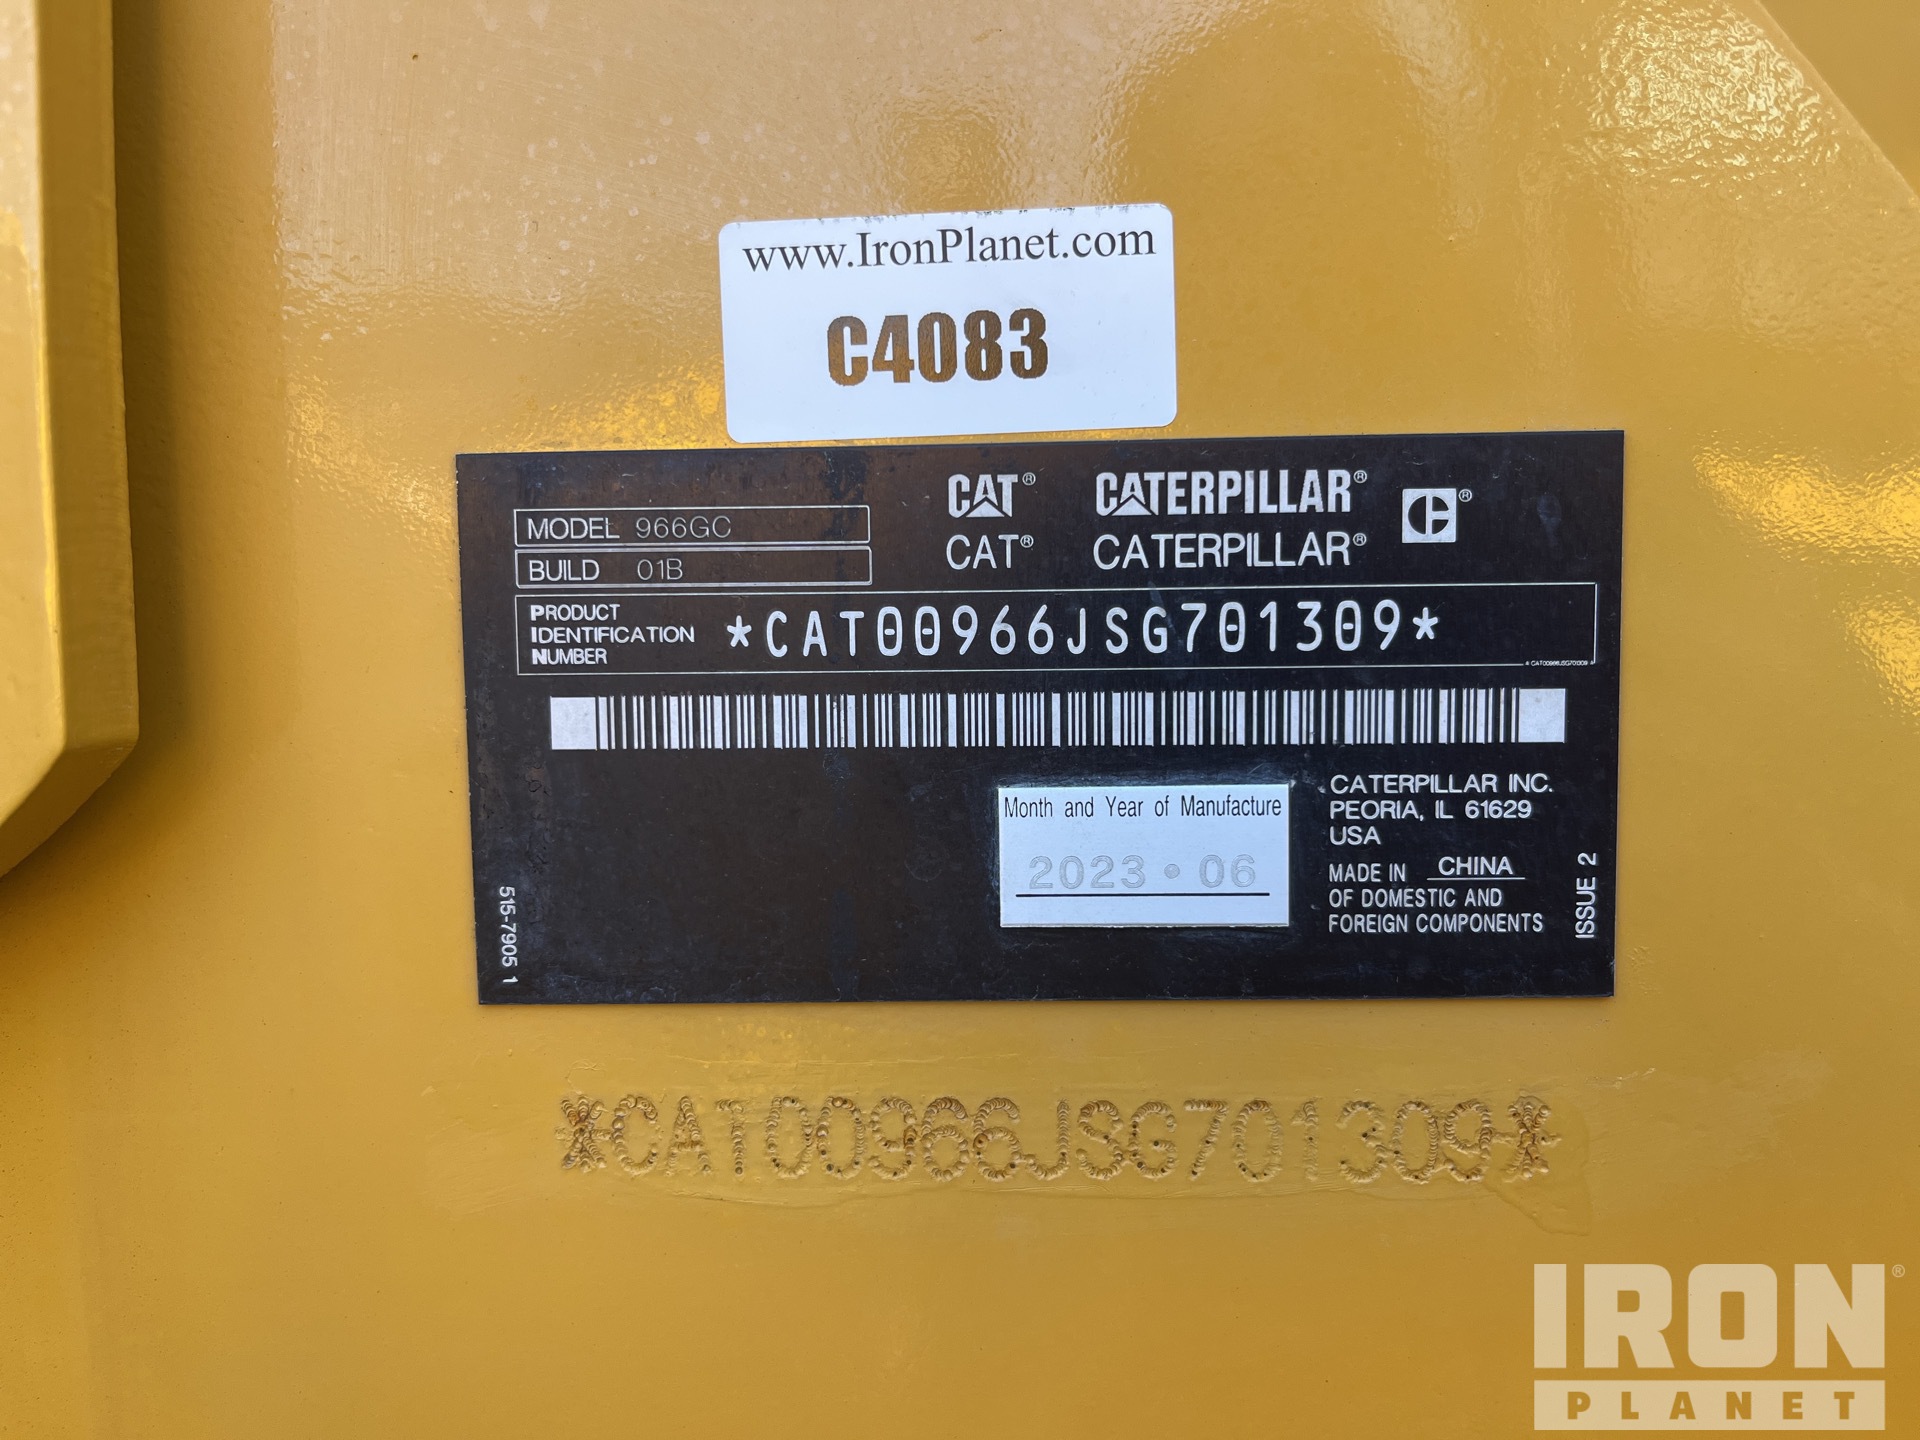 www.IronPlanet.com
C4083
MODEL 966GC
BUILD 01B
CAT® CATERPILLAR® ®
CAT® CATERPILLAR®
PRODUCT
IDENTIFICATION
NUMBER
*CAT00966JSG701309*
*CAT00966JSG701309*
Month and Year of Manufacture
2023 • 06
CATERPILLAR INC.
PEORIA, IL 61629
USA
MADE IN CHINA
OF DOMESTIC AND
FOREIGN COMPONENTS
ISSUE 2
515-7905 1
*CAT00966JSG701309*
IRON®
PLANET